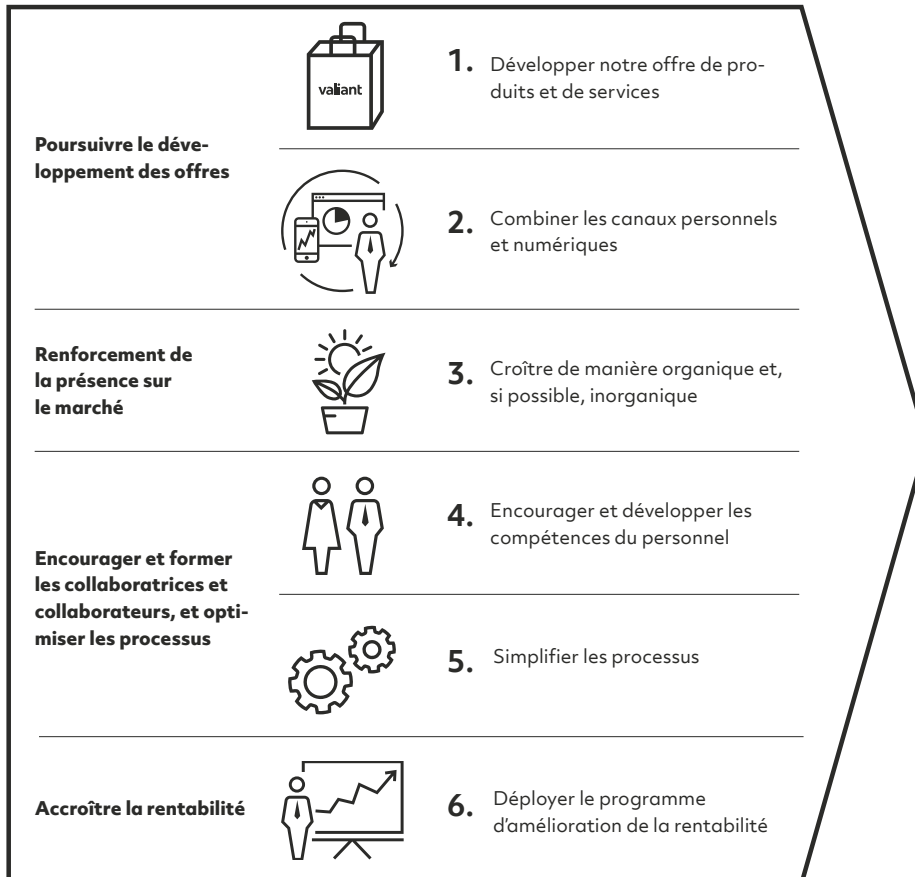 valiant
1. Développer notre offre de pro-
duits et de services
Poursuivre le déve-
loppement des offres
2. Combiner les canaux personnels
et numériques
Renforcement de
la présence sur
le marché
3. Croître de manière organique et,
si possible, inorganique
4. Encourager et développer les
compétences du personnel
Encourager et former
les collaboratrices et
collaborateurs, et opti-
miser les processus
5. Simplifier les processus
Accroître la rentabilité
6. Déployer le programme
d’amélioration de la rentabilité